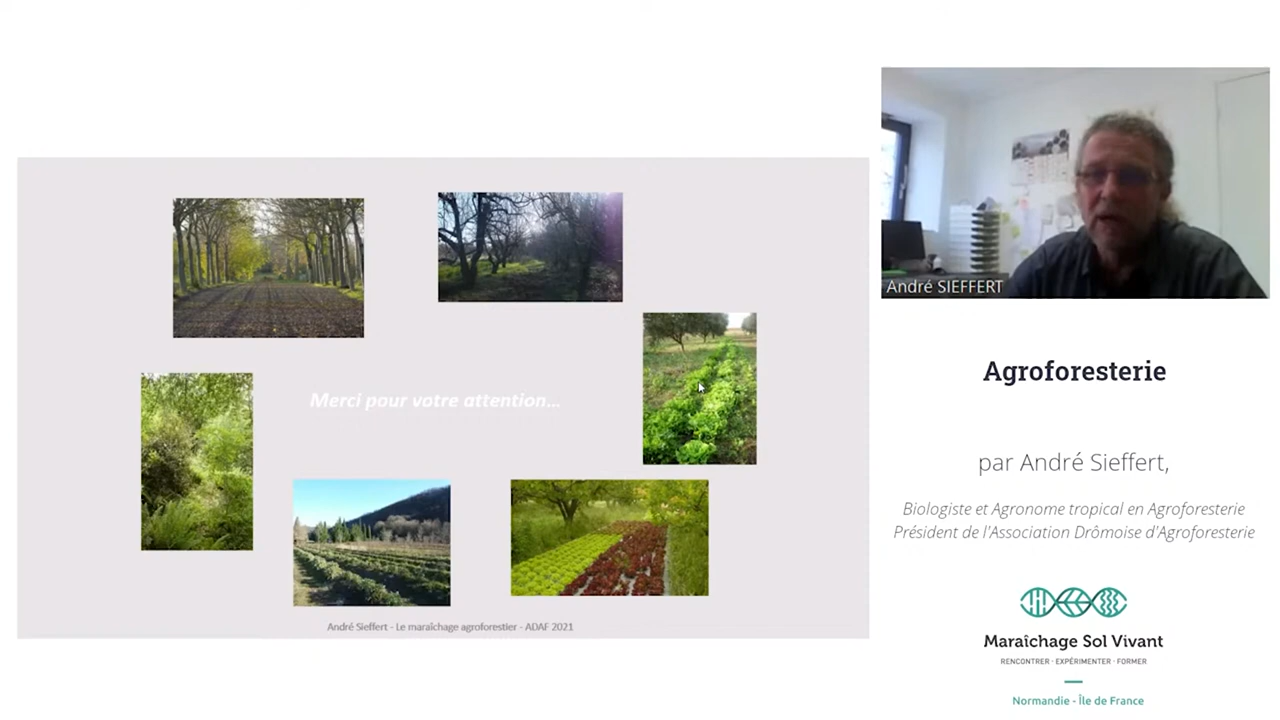 Merci pour votre attention...
André Sieffert - Le maraîchage agroforestier - ADAF 2021
André SIEFFERT
Agroforesterie
par André Sieffert,
Biologiste et Agronome tropical en Agroforesterie
Président de l'Association Drômoise d'Agroforesterie
Maraîchage Sol Vivant
RENCONTRER · EXPÉRIMENTER · FORMER
Normandie - Île de France